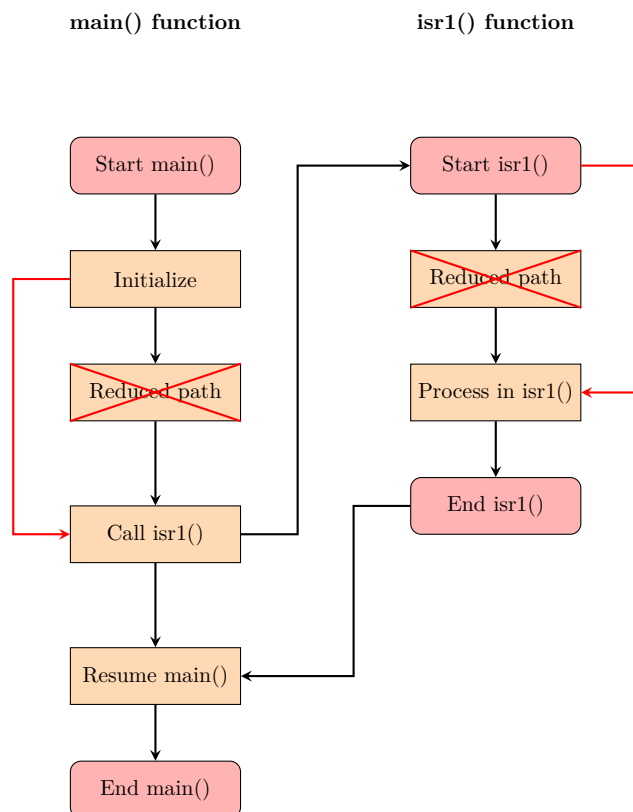 main() function
isr1() function
Start main()
Start isr1()
Initialize
Reduced path
Reduced path
Process in isr1()
Call isr1()
End isr1()
Resume main()
End main()